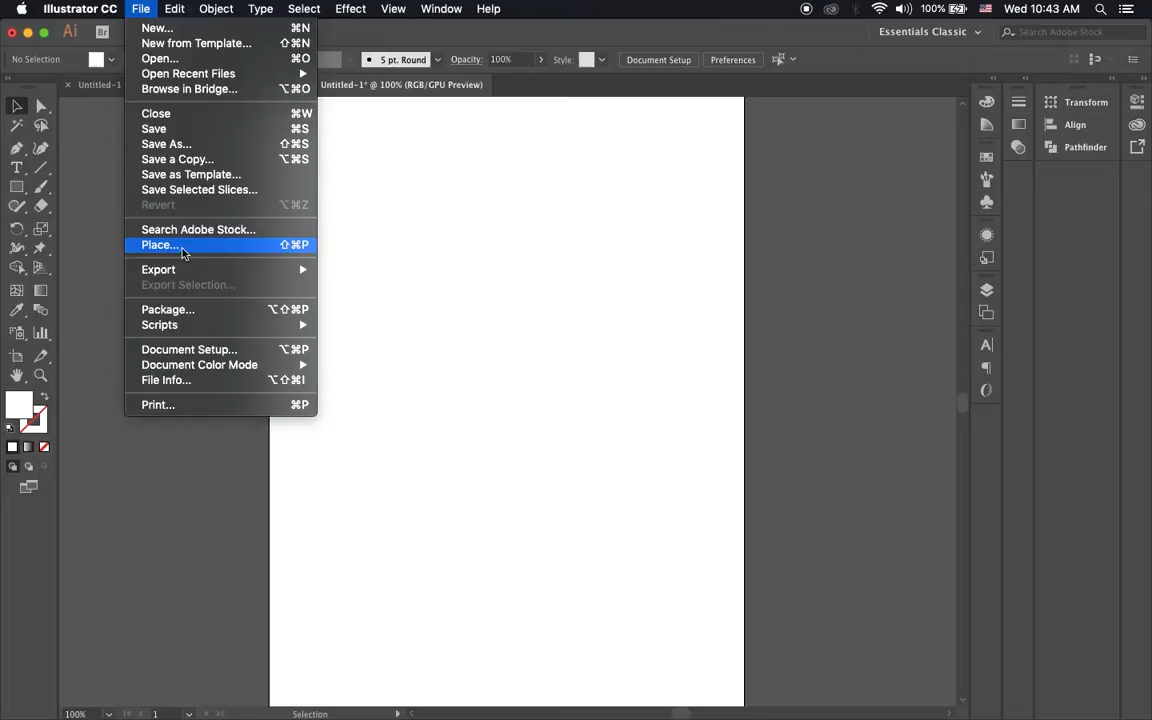 Illustrator CC File Edit Object Type Select Effect View Window Help 100% Wed 10:43 AM
Ai Br Essentials Classic Search Adobe Stock
No Selection 5 pt. Round Opacity: 100% Style: Document Setup Preferences
× Untitled-1 Untitled-1* @ 100% (RGB/GPU Preview)
New... ⌘N
New from Template... ⇧⌘N
Open... ⌘O
Open Recent Files
Browse in Bridge... ⌥⌘O
Close ⌘W
Save ⌘S
Save As... ⇧⌘S
Save a Copy... ⌥⌘S
Save as Template...
Save Selected Slices...
Revert ⌥⌘Z
Search Adobe Stock...
Place... ⇧⌘P
Export
Export Selection...
Package... ⌥⇧⌘P
Scripts
Document Setup... ⌥⌘P
Document Color Mode
File Info... ⌥⇧⌘I
Print... ⌘P
Transform
Align
Pathfinder
100% 1 Selection